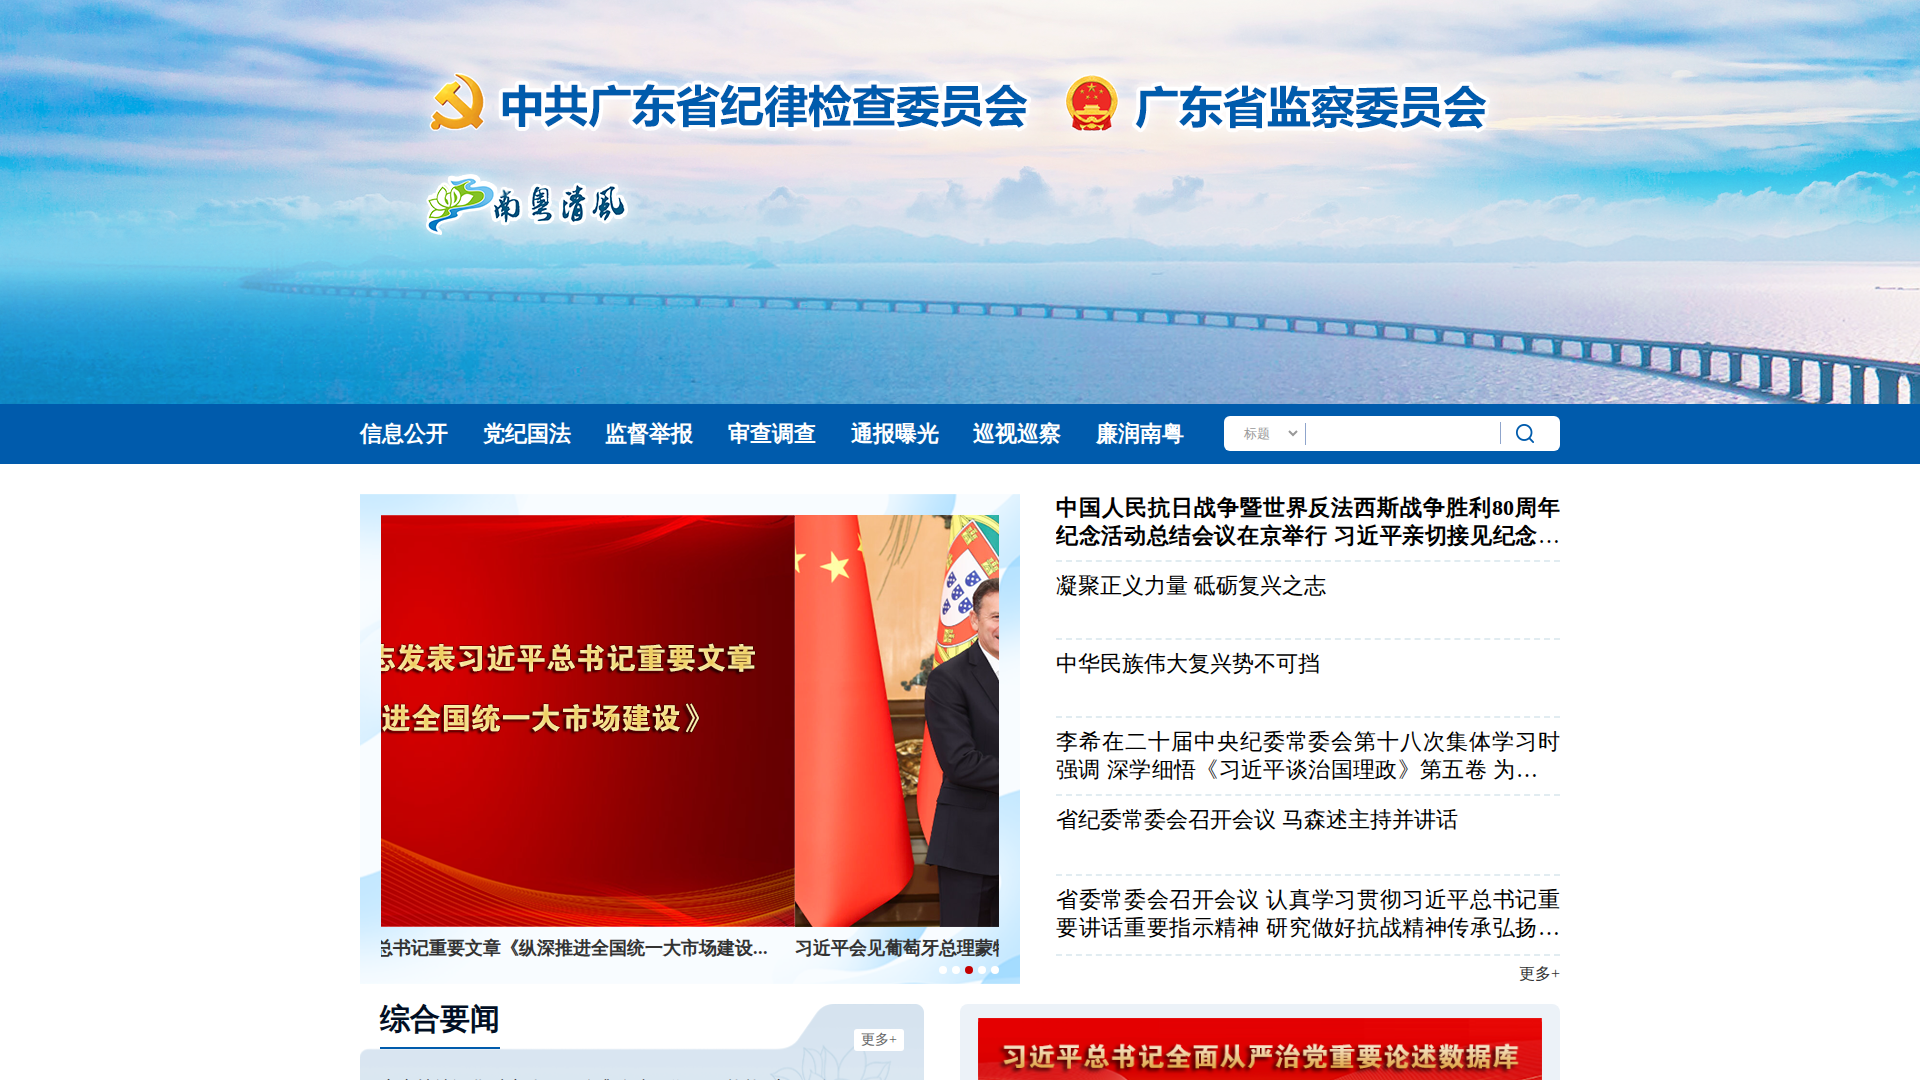 中共广东省纪律检查委员会 广东省监察委员会
南粤清风
信息公开 党纪国法 监督举报 审查调查 通报曝光 巡视巡察 廉润南粤 标题
志发表习近平总书记重要文章
进全国统一大市场建设》
总书记重要文章《纵深推进全国统一大市场建设... 习近平会见葡萄牙总理蒙
中国人民抗日战争暨世界反法西斯战争胜利80周年
纪念活动总结会议在京举行 习近平亲切接见纪念…
凝聚正义力量 砥砺复兴之志
中华民族伟大复兴势不可挡
李希在二十届中央纪委常委会第十八次集体学习时
强调 深学细悟《习近平谈治国理政》第五卷 为…
省纪委常委会召开会议 马森述主持并讲话
省委常委会召开会议 认真学习贯彻习近平总书记重
要讲话重要指示精神 研究做好抗战精神传承弘扬…
更多+
综合要闻
更多+
习近平总书记全面从严治党重要论述数据库